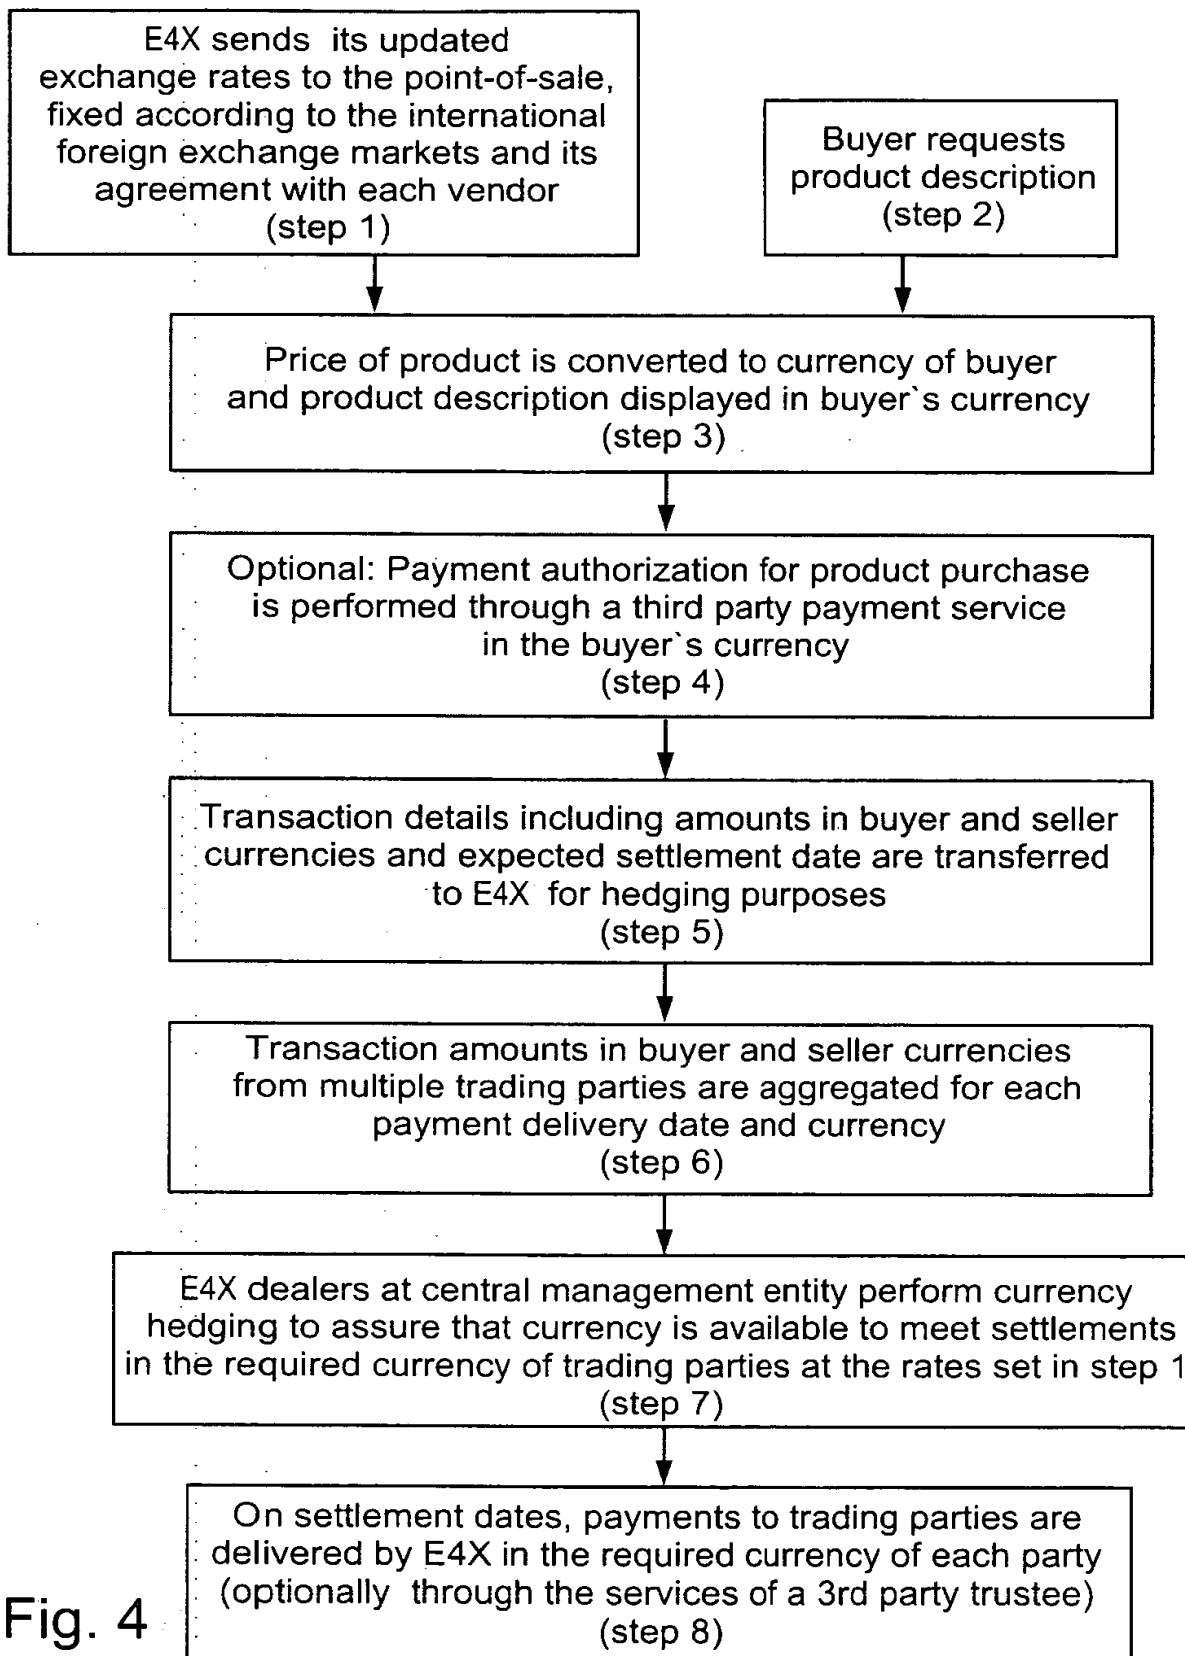 E4X sends its updated
exchange rates to the point-of-sale,
fixed according to the international
foreign exchange markets and its
agreement with each vendor
(step 1)
Buyer requests
product description
(step 2)
Price of product is converted to currency of buyer
and product description displayed in buyer`s currency
(step 3)
Optional: Payment authorization for product purchase
is performed through a third party payment service
in the buyer`s currency
(step 4)
Transaction details including amounts in buyer and seller
currencies and expected settlement date are transferred
to E4X for hedging purposes
(step 5)
Transaction amounts in buyer and seller currencies
from multiple trading parties are aggregated for each
payment delivery date and currency
(step 6)
E4X dealers at central management entity perform currency
hedging to assure that currency is available to meet settlements
in the required currency of trading parties at the rates set in step 1
(step 7)
On settlement dates, payments to trading parties are
delivered by E4X in the required currency of each party
(optionally through the services of a 3rd party trustee)
(step 8)
Fig. 4